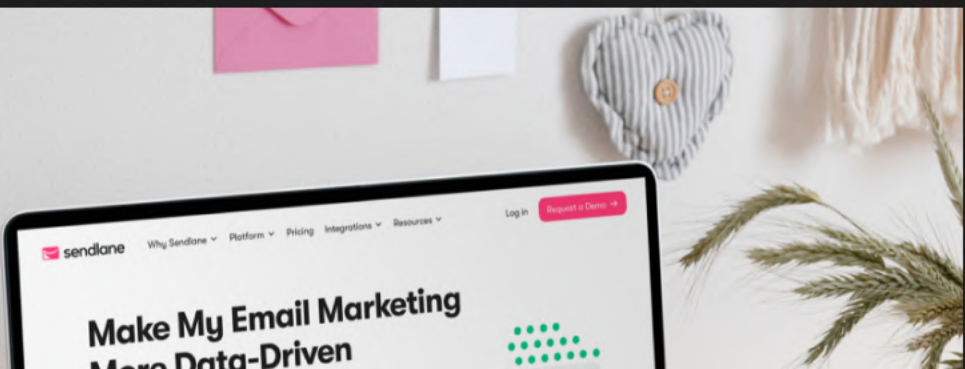 sendlane
Why Sendlane
Platform
Pricing
Integrations
Resources
Log in
Request a Demo →
Make My Email Marketing
More Data-Driven